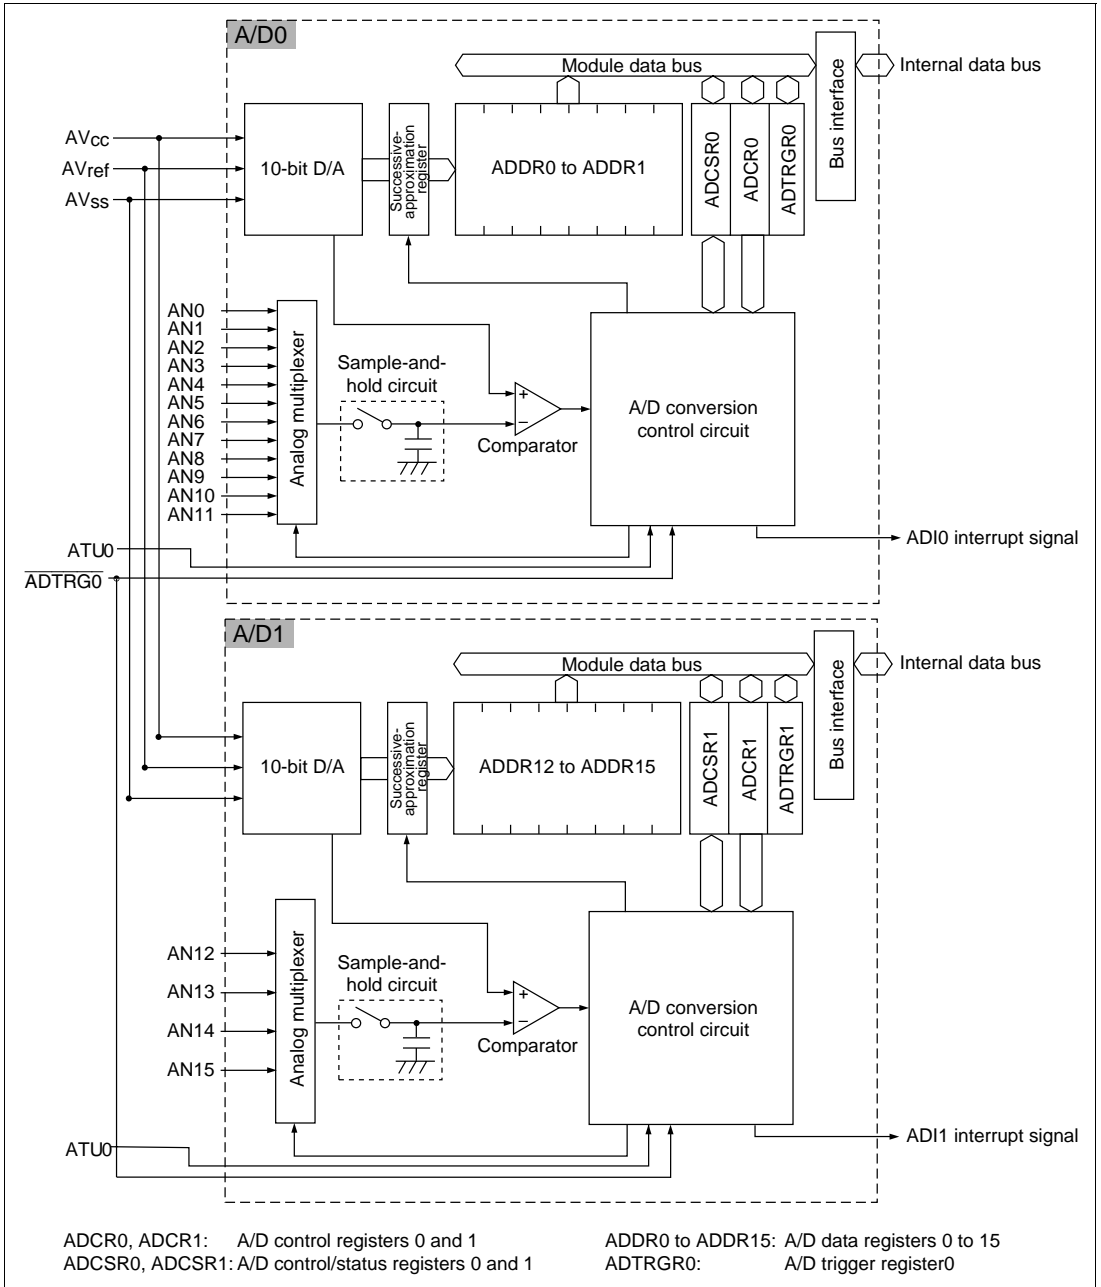 A/D0
Module data bus
Internal data bus
Bus interface
AVcc
AVref
AVss
10-bit D/A
Successive-
approximation
register
ADDR0 to ADDR1
ADCSR0
ADCR0
ADTRGR0
AN0
AN1
AN2
AN3
AN4
AN5
AN6
AN7
AN8
AN9
AN10
AN11
Analog multiplexer
Sample-and-
hold circuit
+
−
Comparator
A/D conversion
control circuit
ATU0
ADTRG0
ADI0 interrupt signal
A/D1
Module data bus
Internal data bus
Bus interface
10-bit D/A
Successive-
approximation
register
ADDR12 to ADDR15
ADCSR1
ADCR1
ADTRGR1
AN12
AN13
AN14
AN15
Analog multiplexer
Sample-and-
hold circuit
+
−
Comparator
A/D conversion
control circuit
ATU0
ADI1 interrupt signal
ADCR0, ADCR1: A/D control registers 0 and 1
ADCSR0, ADCSR1: A/D control/status registers 0 and 1
ADDR0 to ADDR15: A/D data registers 0 to 15
ADTRGR0: A/D trigger register0